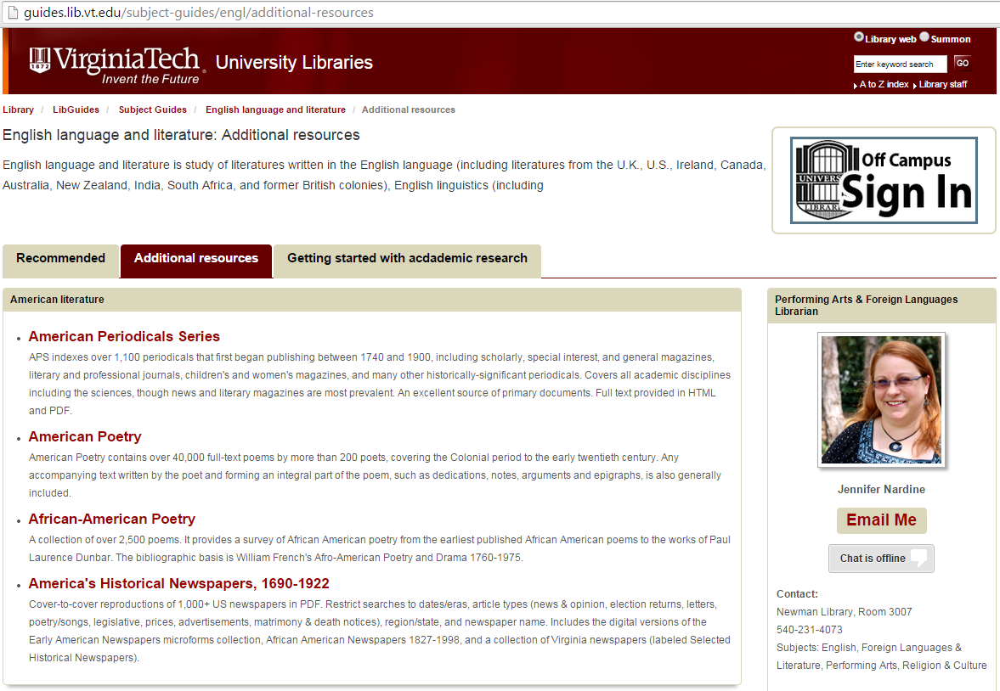 guides.lib.vt.edu/subject-guides/engl/additional-resources
1872
VirginiaTech
Invent the Future
University Libraries
Library web Summon
Enter keyword search GO
A to Z index Library staff
Library / LibGuides / Subject Guides / English language and literature / Additional resources
English language and literature: Additional resources
English language and literature is study of literatures written in the English language (including literatures from the U.K., U.S., Ireland, Canada,
Australia, New Zealand, India, South Africa, and former British colonies), English linguistics (including
Off Campus
UNIVERS
Sign In
LIBRAR
Recommended
Additional resources
Getting started with acdademic research
American literature
• American Periodicals Series
APS indexes over 1,100 periodicals that first began publishing between 1740 and 1900, including scholarly, special interest, and general magazines,
literary and professional journals, children's and women's magazines, and many other historically-significant periodicals. Covers all academic disciplines
including the sciences, though news and literary magazines are most prevalent. An excellent source of primary documents. Full text provided in HTML
and PDF.
• American Poetry
American Poetry contains over 40,000 full-text poems by more than 200 poets, covering the Colonial period to the early twentieth century. Any
accompanying text written by the poet and forming an integral part of the poem, such as dedications, notes, arguments and epigraphs, is also generally
included.
• African-American Poetry
A collection of over 2,500 poems. It provides a survey of African American poetry from the earliest published African American poems to the works of Paul
Laurence Dunbar. The bibliographic basis is William French's Afro-American Poetry and Drama 1760-1975.
• America's Historical Newspapers, 1690-1922
Cover-to-cover reproductions of 1,000+ US newspapers in PDF. Restrict searches to dates/eras, article types (news & opinion, election returns, letters,
poetry/songs, legislative, prices, advertisements, matrimony & death notices), region/state, and newspaper name. Includes the digital versions of the
Early American Newspapers microforms collection, African American Newspapers 1827-1998, and a collection of Virginia newspapers (labeled Selected
Historical Newspapers).
Performing Arts & Foreign Languages
Librarian
Jennifer Nardine
Email Me
Chat is offline
Contact:
Newman Library, Room 3007
540-231-4073
Subjects: English, Foreign Languages &
Literature, Performing Arts, Religion & Culture